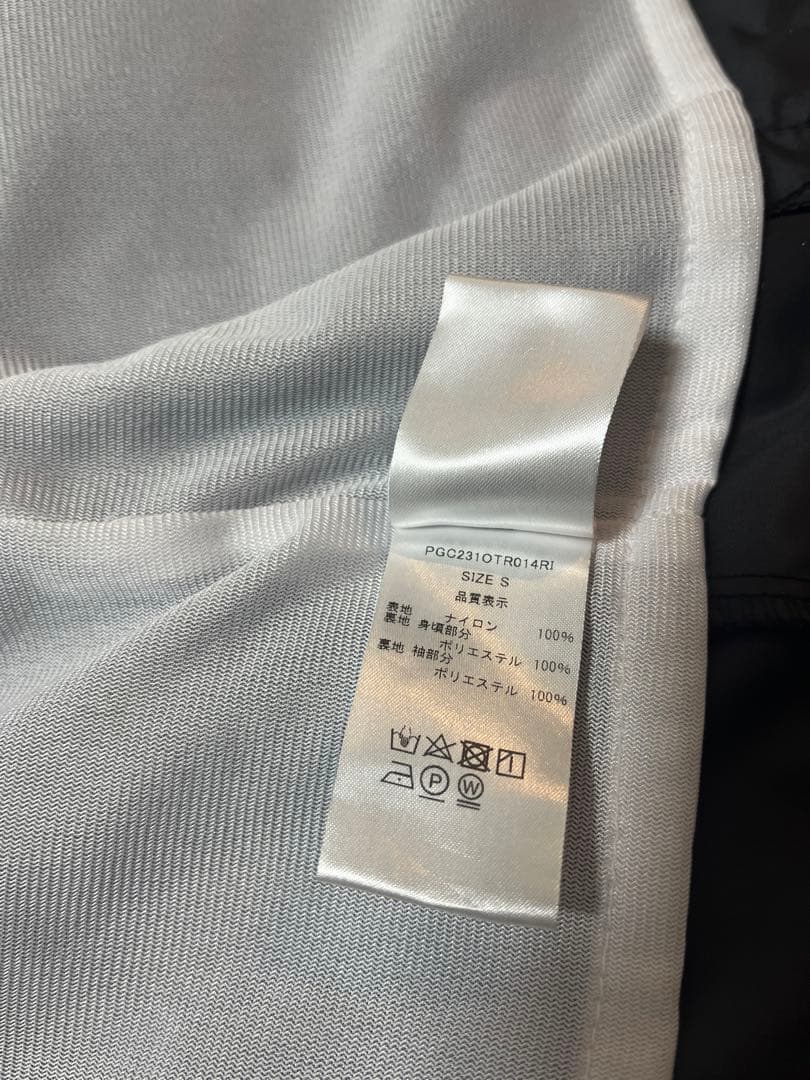 PGC231OTR014RI
SIZE S
品質表示
表地 ナイロン 100%
裏地 身頃部分
ポリエステル 100%
裏地 袖部分
ポリエステル 100%
P W